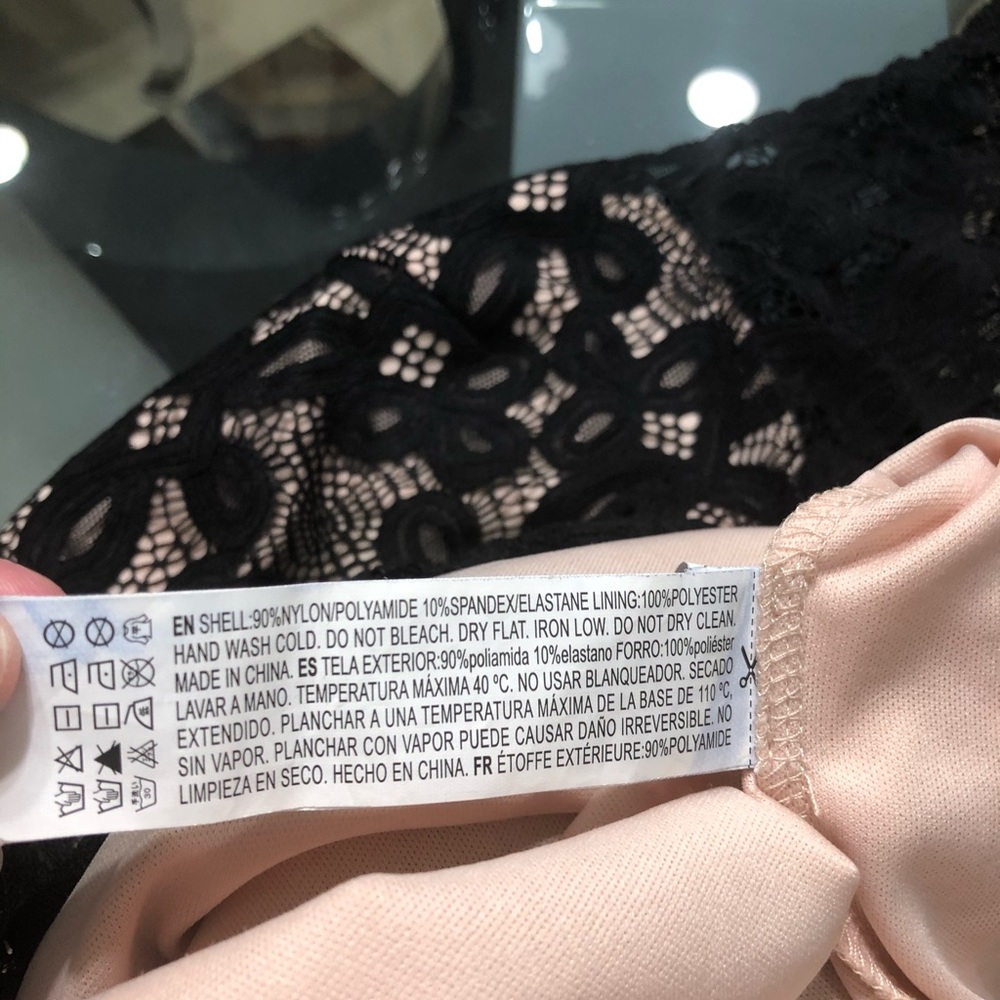 EN SHELL:90%NYLON/POLYAMIDE 10%SPANDEX/ELASTANE LINING:100%POLYESTER
HAND WASH COLD. DO NOT BLEACH. DRY FLAT. IRON LOW. DO NOT DRY CLEAN.
MADE IN CHINA. ES TELA EXTERIOR:90%poliamida 10%elastano FORRO:100%poliéster
LAVAR A MANO. TEMPERATURA MÁXIMA 40 ºC. NO USAR BLANQUEADOR. SECADO
EXTENDIDO. PLANCHAR A UNA TEMPERATURA MÁXIMA DE LA BASE DE 110 ºC,
SIN VAPOR. PLANCHAR CON VAPOR PUEDE CAUSAR DAÑO IRREVERSIBLE. NO
LIMPIEZA EN SECO. HECHO EN CHINA. FR ÉTOFFE EXTÉRIEURE:90%POLYAMIDE